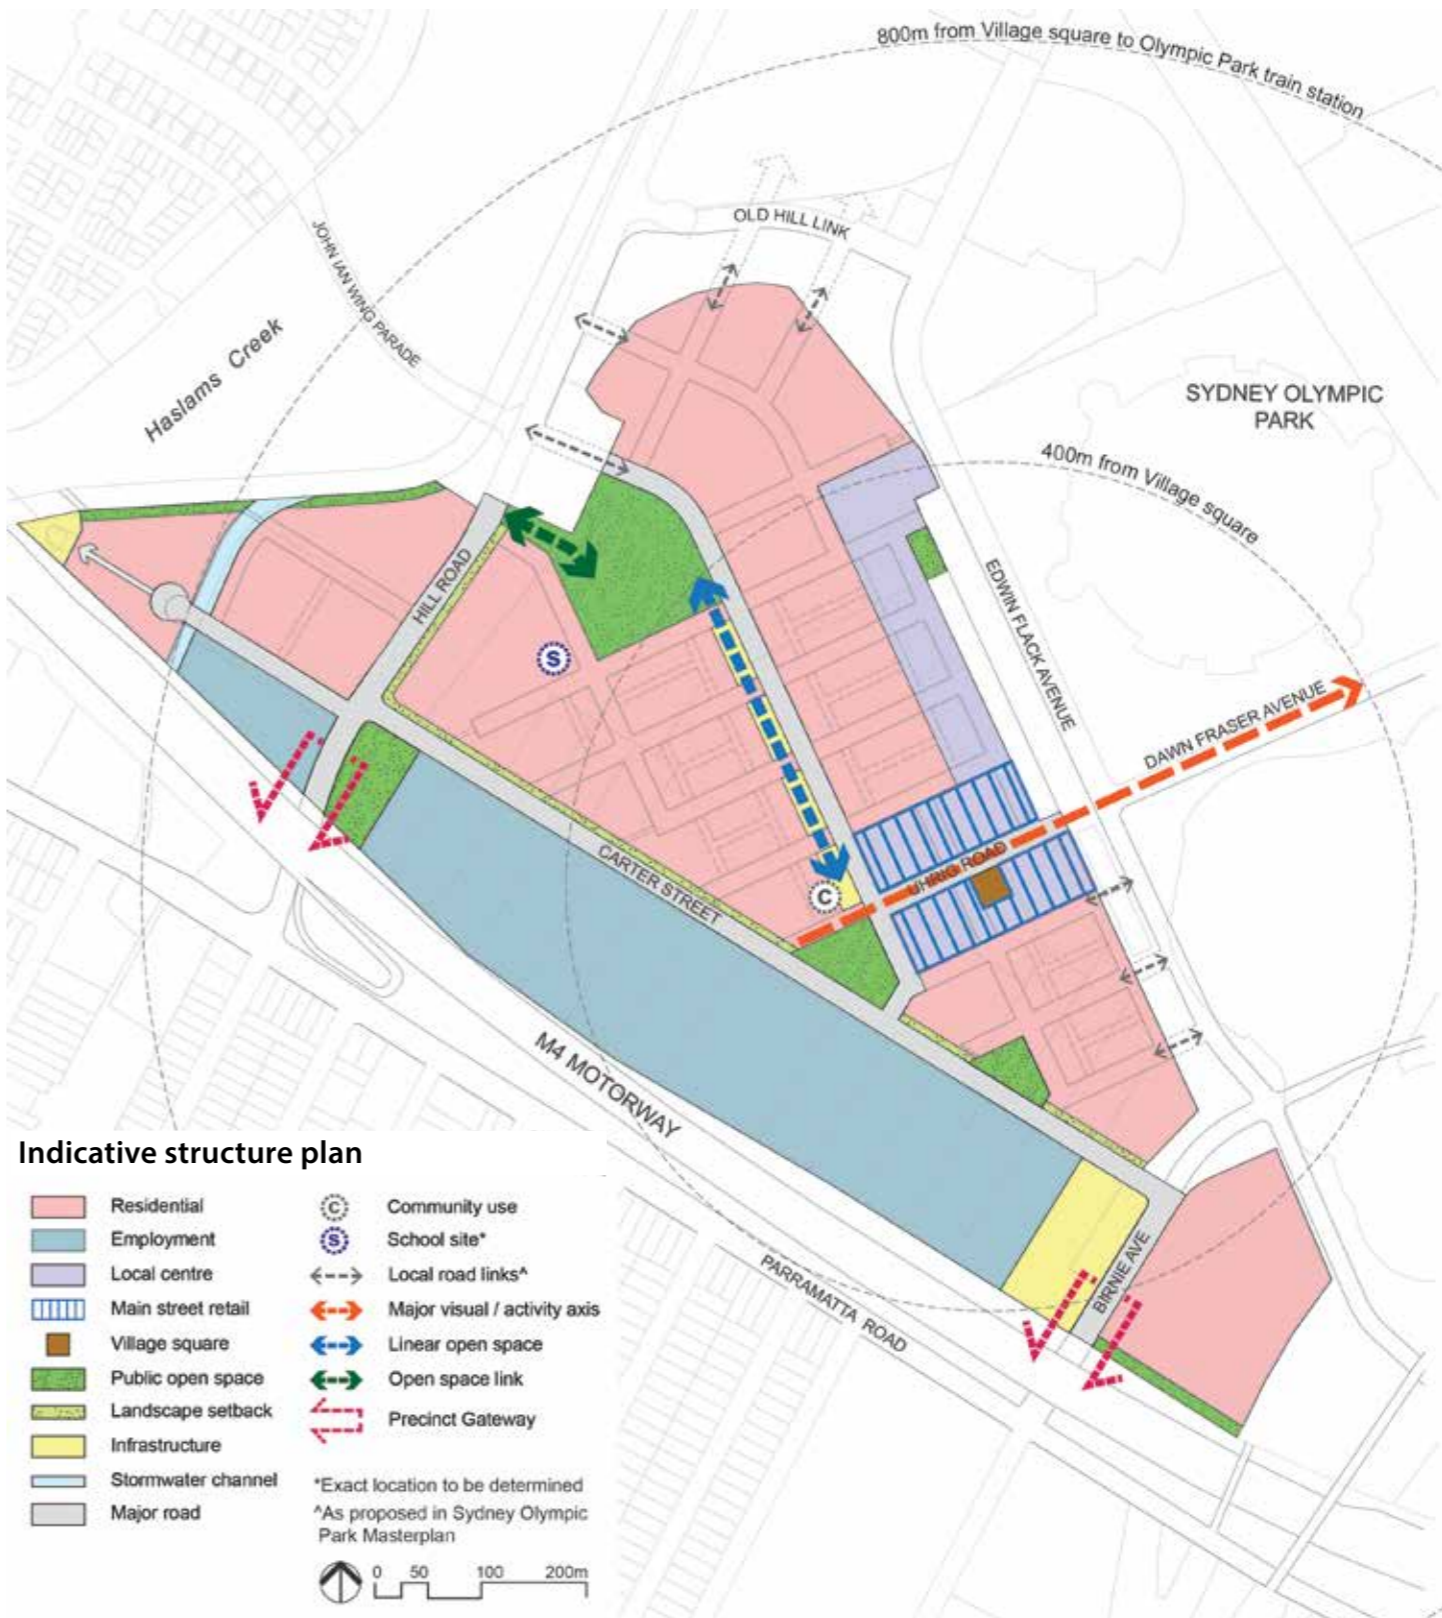 800m from Village square to Olympic Park train station
OLD HILL LINK
JOHN IAN WING PARADE
Haslams Creek
SYDNEY OLYMPIC
PARK
400m from Village square
HILL ROAD
S
EDWIN FLACK AVENUE
DAWN FRASER AVENUE
UHRIG ROAD
C
CARTER STREET
M4 MOTORWAY
PARRAMATTA ROAD
BIRNIE AVE
Indicative structure plan
Residential
Employment
Local centre
Main street retail
Village square
Public open space
Landscape setback
Infrastructure
Stormwater channel
Major road
C Community use
S School site*
Local road links^
Major visual / activity axis
Linear open space
Open space link
Precinct Gateway
*Exact location to be determined
^As proposed in Sydney Olympic
Park Masterplan
0 50 100 200m